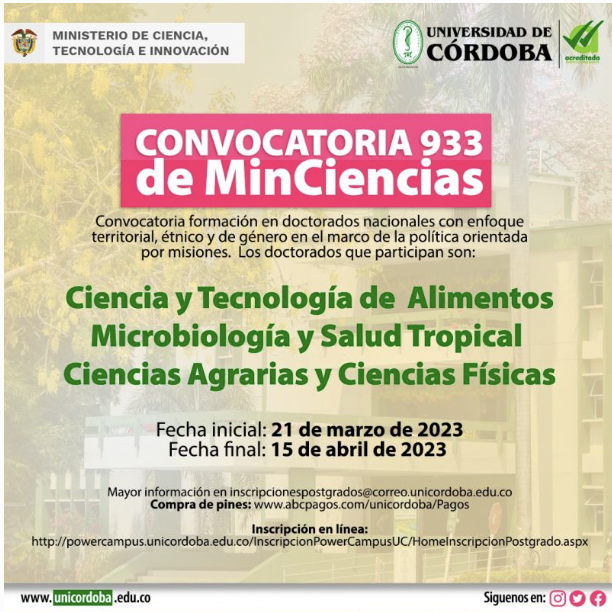 MINISTERIO DE CIENCIA,
TECNOLOGÍA E INNOVACIÓN
UNIVERSIDAD DE
CÓRDOBA
acreditada
CONVOCATORIA 933
de MinCiencias
Convocatoria formación en doctorados nacionales con enfoque
territorial, étnico y de género en el marco de la política orientada
por misiones. Los doctorados que participan son:
Ciencia y Tecnología de Alimentos
Microbiología y Salud Tropical
Ciencias Agrarias y Ciencias Físicas
Fecha inicial: 21 de marzo de 2023
Fecha final: 15 de abril de 2023
Mayor información en inscripcionespostgrados@correo.unicordoba.edu.co
Compra de pines: www.abcpagos.com/unicordoba/Pagos
Inscripción en línea:
http://powercampus.unicordoba.edu.co/InscripcionPowerCampusUC/HomeInscripcionPostgrado.aspx
www.unicordoba.edu.co
Siguenos en: